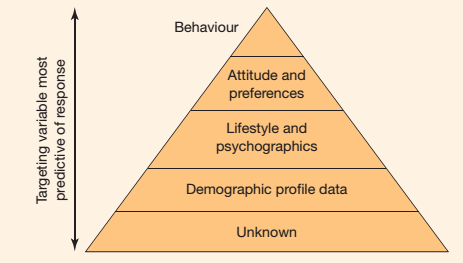 Behaviour
Attitude and
preferences
Lifestyle and
psychographics
Demographic profile data
Unknown
Targeting variable most
predictive of response